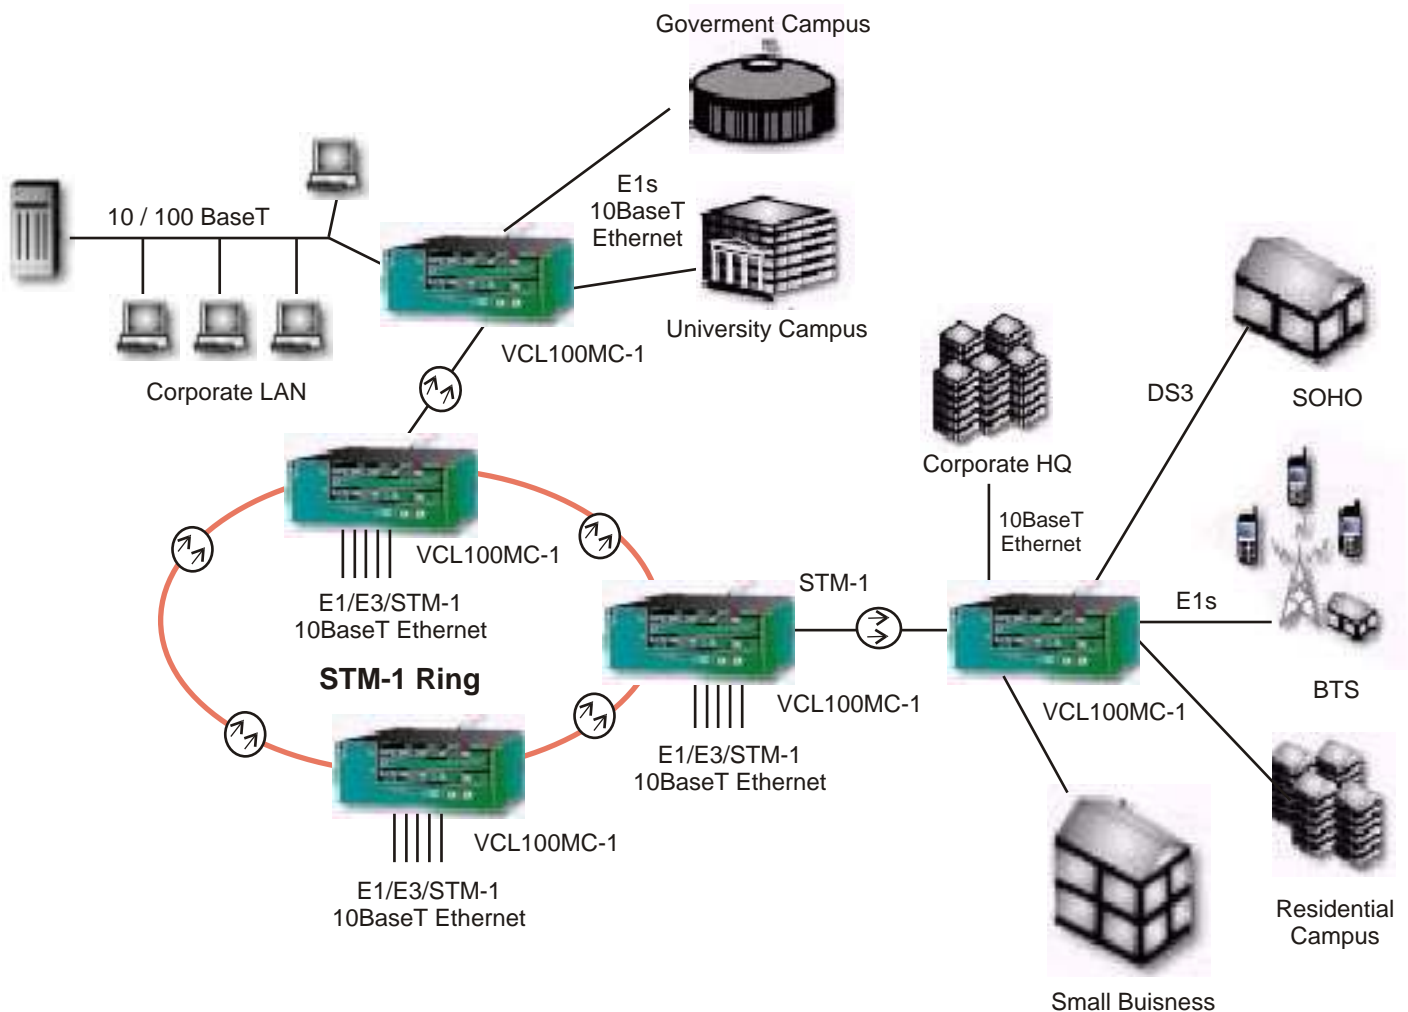 Goverment Campus
10 / 100 BaseT
E1s
10BaseT
Ethernet
University Campus
VCL100MC-1
Corporate LAN
DS3
SOHO
Corporate HQ
10BaseT
Ethernet
VCL100MC-1
E1/E3/STM-1
10BaseT Ethernet
STM-1
E1s
STM-1 Ring
BTS
VCL100MC-1
VCL100MC-1
E1/E3/STM-1
10BaseT Ethernet
VCL100MC-1
E1/E3/STM-1
10BaseT Ethernet
Residential
Campus
Small Buisness